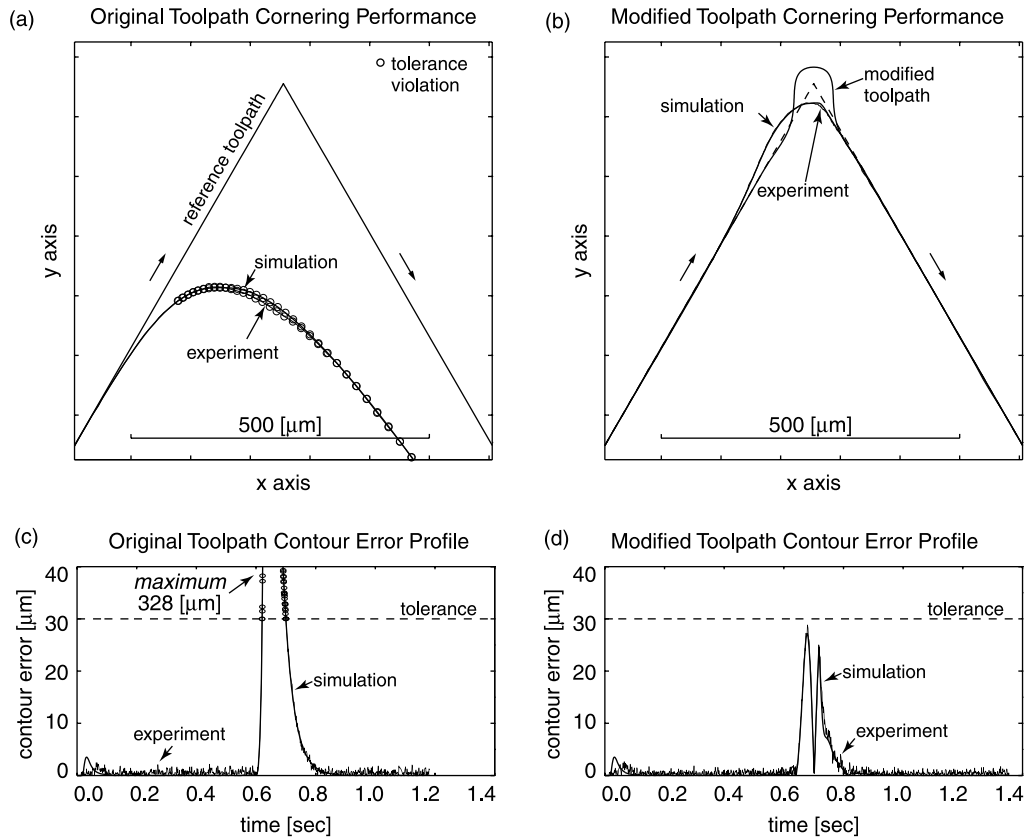 (a)
Original Toolpath Cornering Performance
tolerance
violation
reference toolpath
simulation
experiment
500 [μm]
y axis
x axis
(b)
Modified Toolpath Cornering Performance
modified
toolpath
simulation
experiment
500 [μm]
y axis
x axis
(c)
Original Toolpath Contour Error Profile
maximum
328 [μm]
tolerance
simulation
experiment
contour error [μm]
40
30
20
10
0
0.0 0.2 0.4 0.6 0.8 1.0 1.2 1.4
time [sec]
(d)
Modified Toolpath Contour Error Profile
tolerance
simulation
experiment
contour error [μm]
40
30
20
10
0
0.0 0.2 0.4 0.6 0.8 1.0 1.2 1.4
time [sec]